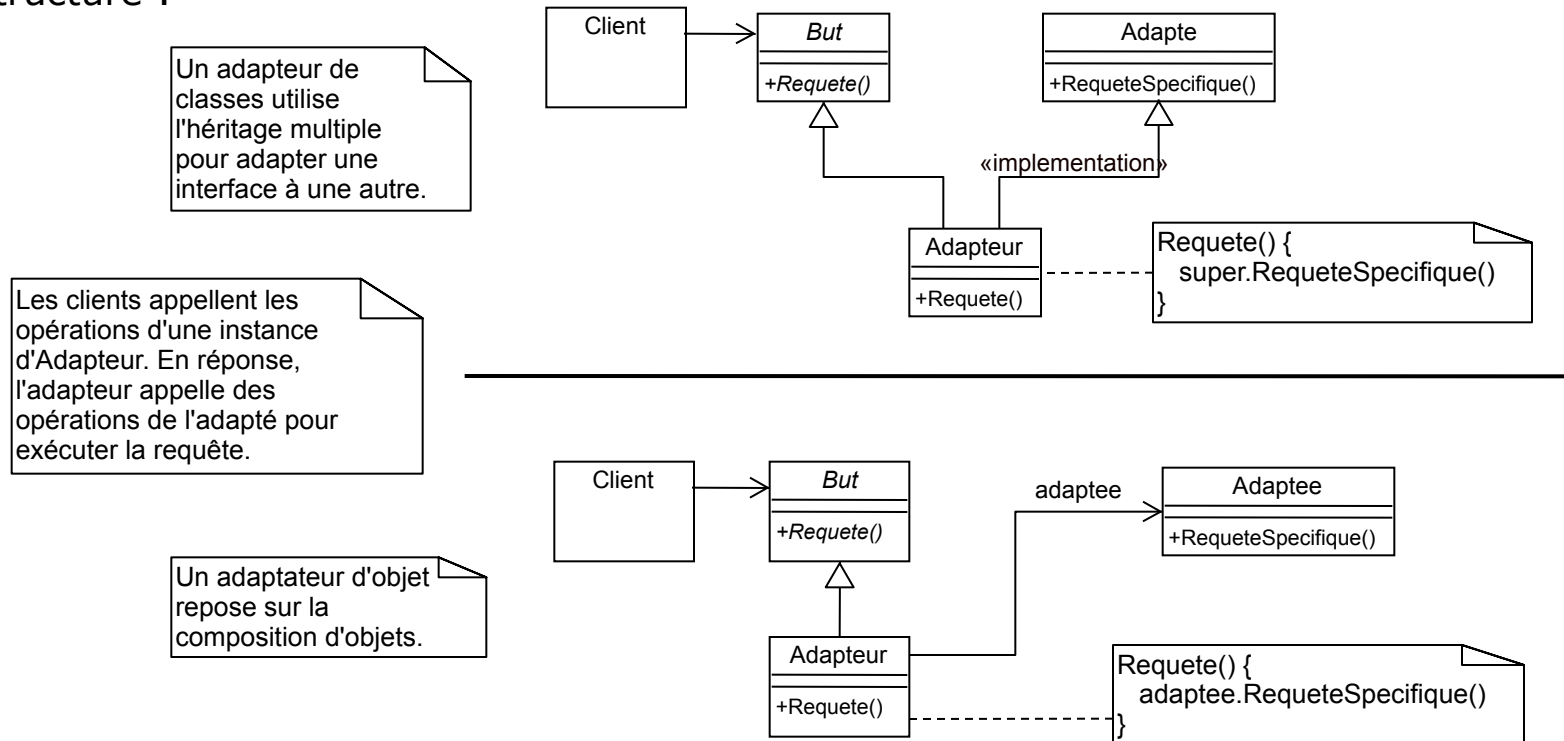 Un adapteur de
classes utilise
l'héritage multiple
pour adapter une
interface à une autre.
Client
But
+Requete()
Adapte
+RequeteSpecifique()
«implementation»
Adapteur
+Requete()
Requete() {
super.RequeteSpecifique()
}
Les clients appellent les
opérations d'une instance
d'Adapteur. En réponse,
l'adapteur appelle des
opérations de l'adapté pour
exécuter la requête.
Client
But
+Requete()
adaptee
Adaptee
+RequeteSpecifique()
Un adaptateur d'objet
repose sur la
composition d'objets.
Adapteur
+Requete()
Requete() {
adaptee.RequeteSpecifique()
}